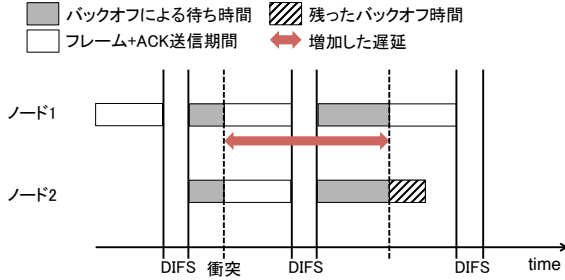 バックオフによる待ち時間
残ったバックオフ時間
フレーム+ACK送信期間
増加した遅延
ノード1
ノード2
DIFS 衝突 DIFS DIFS time